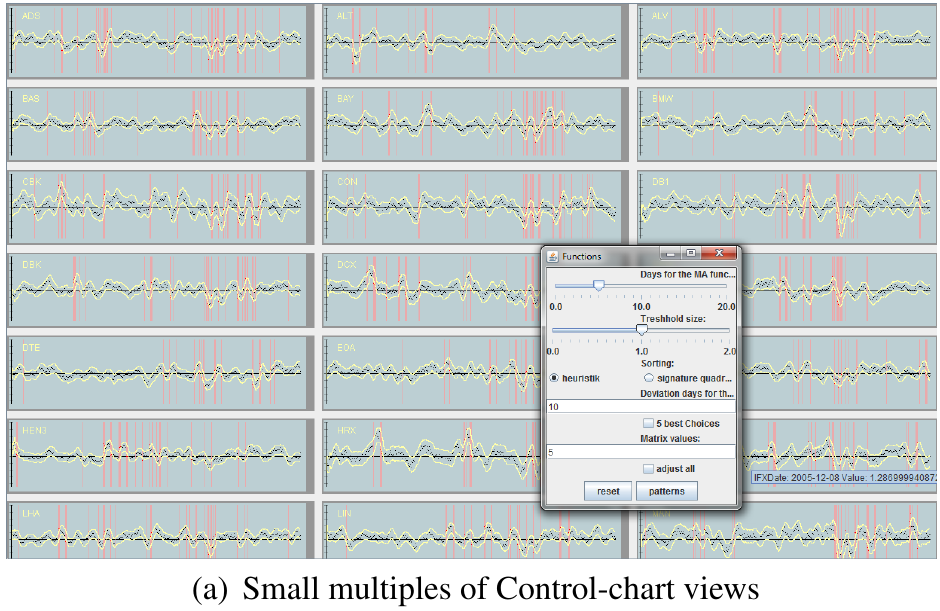 ADS ALT ALV
BAS BAY BMW
CBK CON DB1
DBK DCX
DTE EOA
HEN3 HRX
LHA LIN MAN
Functions
Days for the MA func...
0.0 10.0 20.0
Treshhold size:
0.0 1.0 2.0
Sorting:
heuristik signature quadr...
Deviation days for th...
10
5 best Choices
Matrix values:
5
adjust all
reset patterns
IFXDate: 2005-12-08 Value: 1.28699994087
(a) Small multiples of Control-chart views